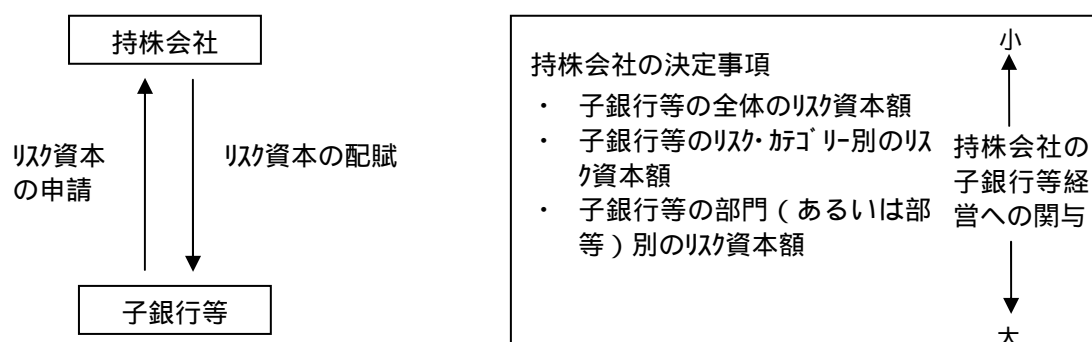 持株会社
ﾘｽｸ資本
の申請
ﾘｽｸ資本の配賦
子銀行等
持株会社の決定事項
・ 子銀行等の全体のﾘｽｸ資本額
・ 子銀行等のﾘｽｸ･ｶﾃｺﾞﾘｰ別のﾘｽ
ｸ資本額
・ 子銀行等の部門（あるいは部
等）別のﾘｽｸ資本額
小
持株会社の
子銀行等経
営への関与
大